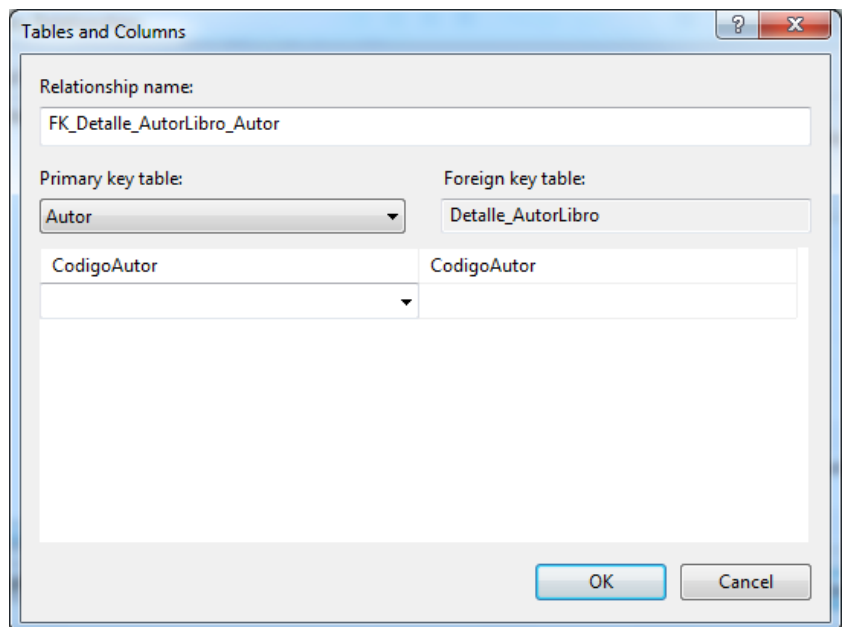 Tables and Columns
Relationship name:
FK_Detalle_AutorLibro_Autor
Primary key table:
Foreign key table:
Autor
Detalle_AutorLibro
CodigoAutor
CodigoAutor
OK
Cancel